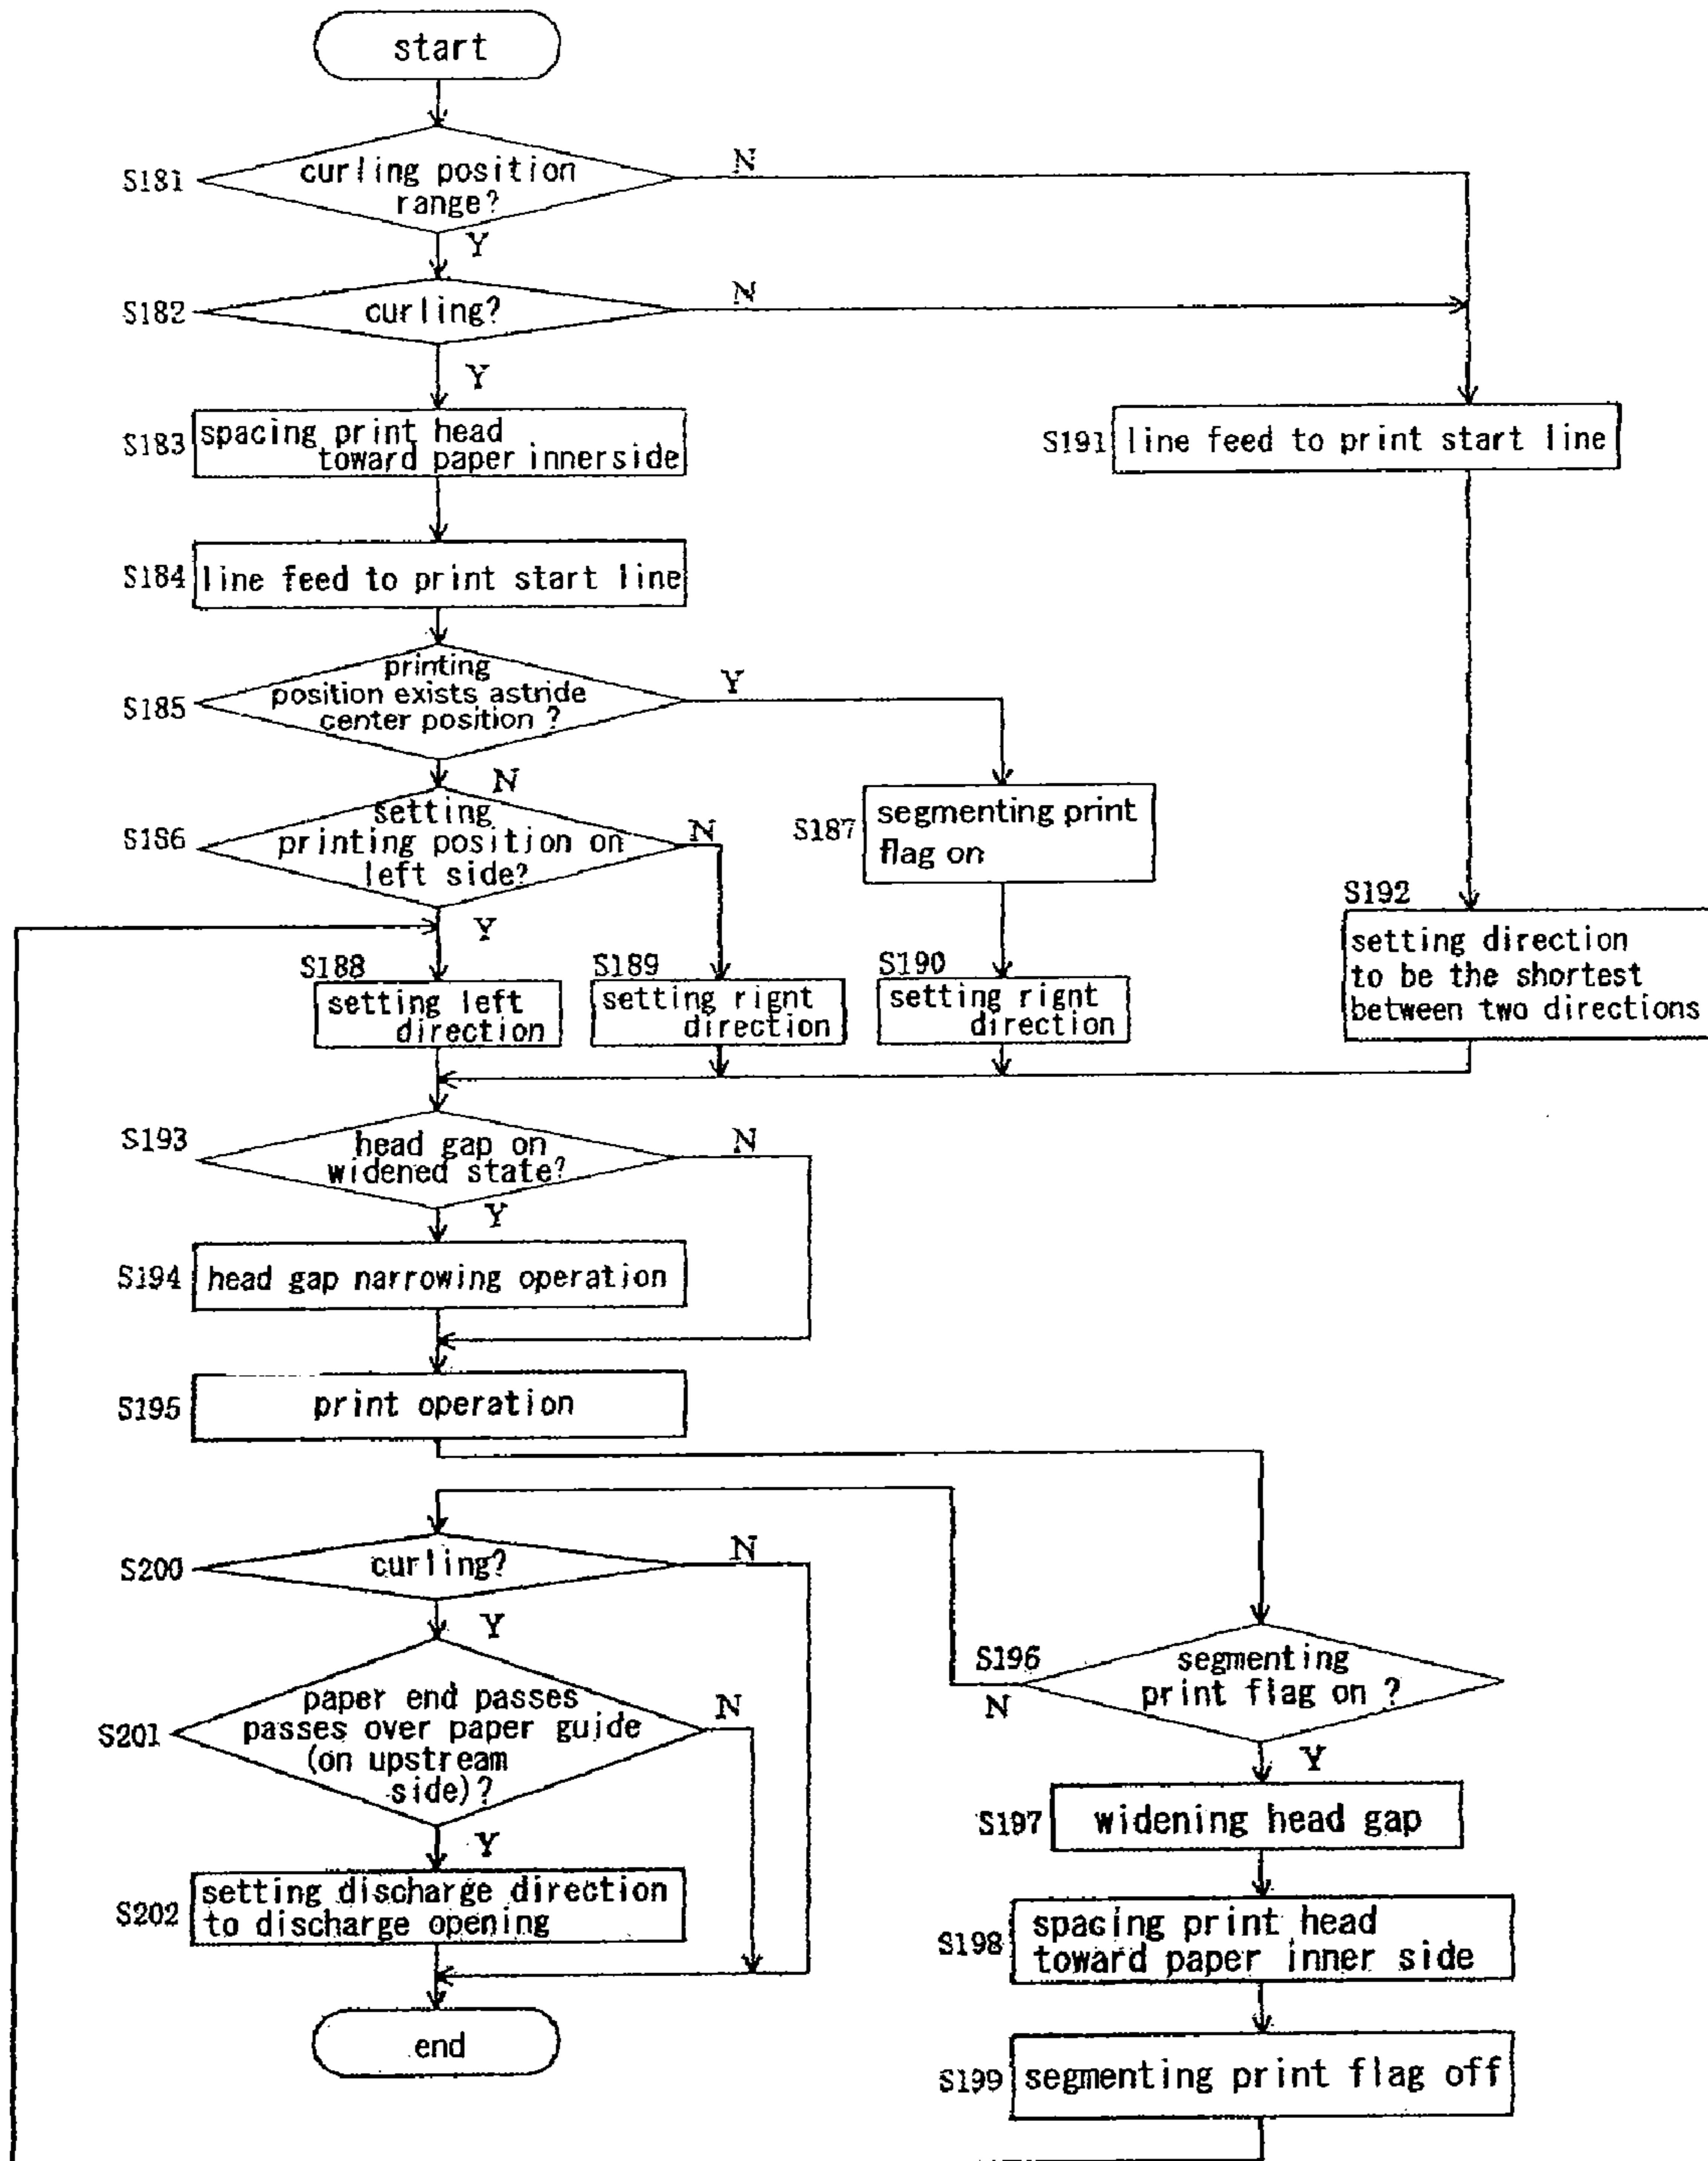 start
S181
curling position
range?
N
Y
S182
curling?
N
Y
S183
spacing print head
toward paper innerside
S191
line feed to print start line
S184
line feed to print start line
S185
printing
position exists astride
center position ?
Y
N
S186
setting
printing position on
left side?
N
Y
S187
segmenting print
flag on
S188
setting left
direction
S189
setting rignt
direction
S190
setting rignt
direction
S192
setting direction
to be the shortest
between two directions
S193
head gap on
widened state?
N
Y
S194
head gap narrowing operation
S195
print operation
S200
curling?
N
Y
S196
segmenting
print flag on ?
N
Y
S201
paper end passes
passes over paper guide
(on upstream
side)?
N
Y
S197
widening head gap
S202
setting discharge direction
to discharge opening
S198
spacing print head
toward paper inner side
end
S199
segmenting print flag off